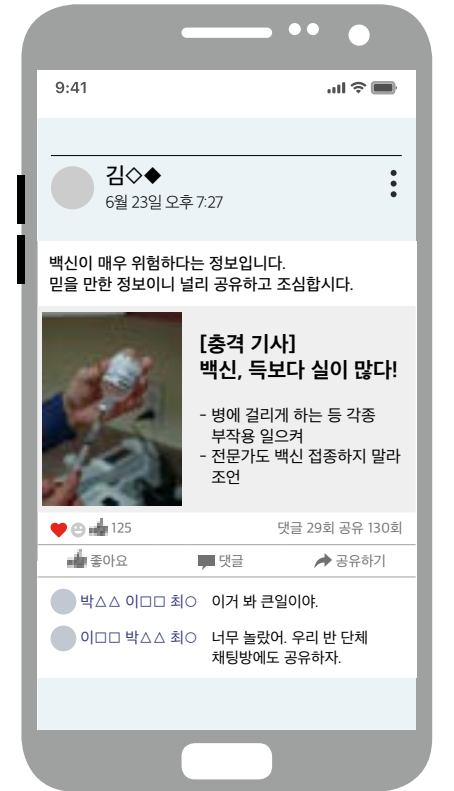 9:41
김◇◆
6월 23일 오후 7:27
백신이 매우 위험하다는 정보입니다.
믿을 만한 정보이니 널리 공유하고 조심합시다.
[충격 기사]
백신, 득보다 실이 많다!
- 병에 걸리게 하는 등 각종
부작용 일으켜
- 전문가도 백신 접종하지 말라
조언
125 댓글 29회 공유 130회
좋아요 댓글 공유하기
박△△ 이□□ 최○ 이거 봐 큰일이야.
이□□ 박△△ 최○ 너무 놀랐어. 우리 반 단체
채팅방에도 공유하자.